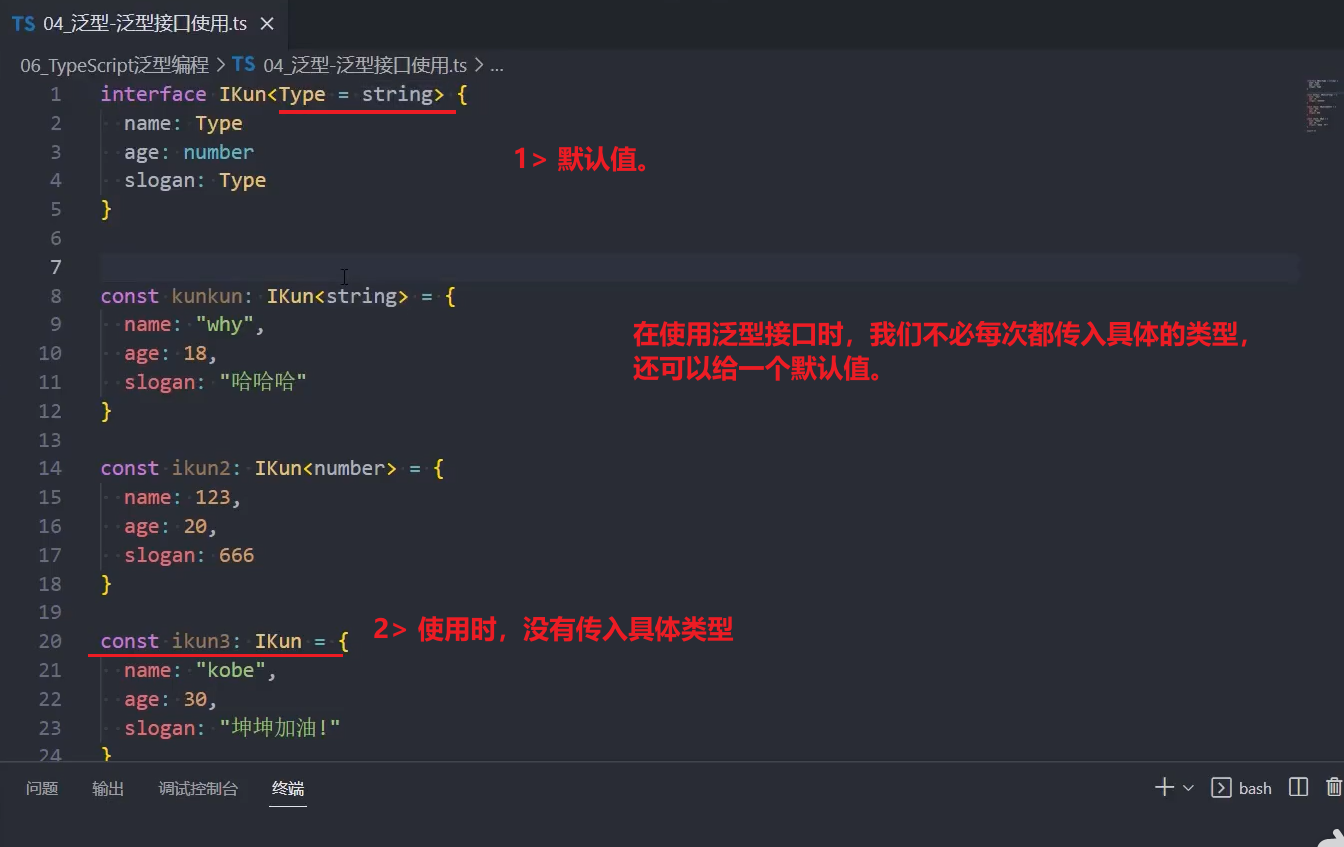 TS 04_泛型-泛型接口使用.ts ×
06_TypeScript泛型编程 > TS 04_泛型-泛型接口使用.ts > ...
1 interface IKun<Type = string> {
2 name: Type
3 age: number
1> 默认值。
4 slogan: Type
5 }
6
7
8 const kunkun: IKun<string> = {
9 name: "why",
在使用泛型接口时，我们不必每次都传入具体的类型，
10 age: 18,
还可以给一个默认值。
11 slogan: "哈哈哈"
12 }
13
14 const ikun2: IKun<number> = {
15 name: 123,
16 age: 20,
17 slogan: 666
18 }
19
2> 使用时，没有传入具体类型
20 const ikun3: IKun = {
21 name: "kobe",
22 age: 30,
23 slogan: "坤坤加油!"
24 }
问题 输出 调试控制台 终端 bash